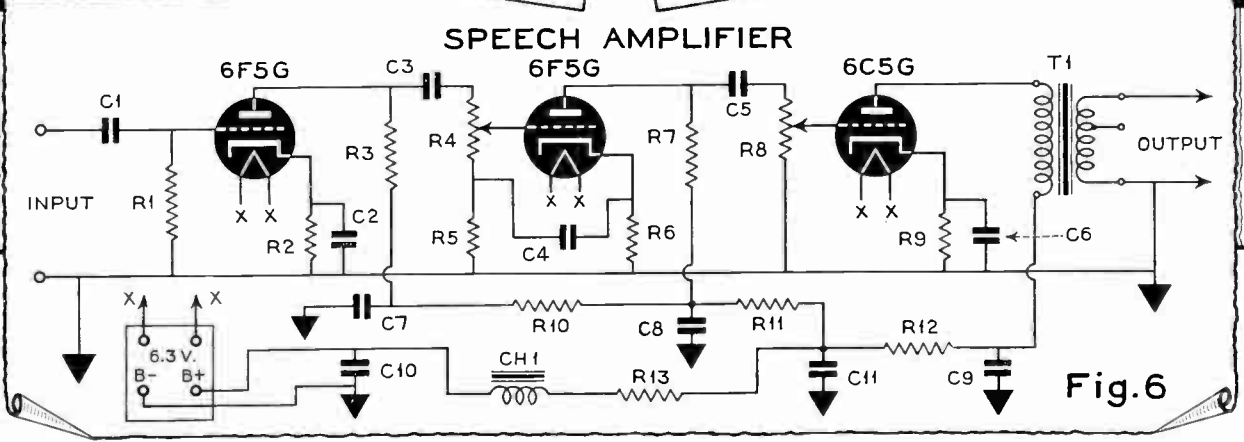 SPEECH AMPLIFIER
6F5G
6F5G
6C5G
T1
C1
C3
C5
R3
R4
R7
R8
OUTPUT
INPUT
R1
X X
X X
X X
C2
R2
R5
C4
R6
R9
C6
X
X
C7
R10
C8
R11
R12
6.3 V.
B-
B+
C10
CH1
R13
C11
C9
Fig.6